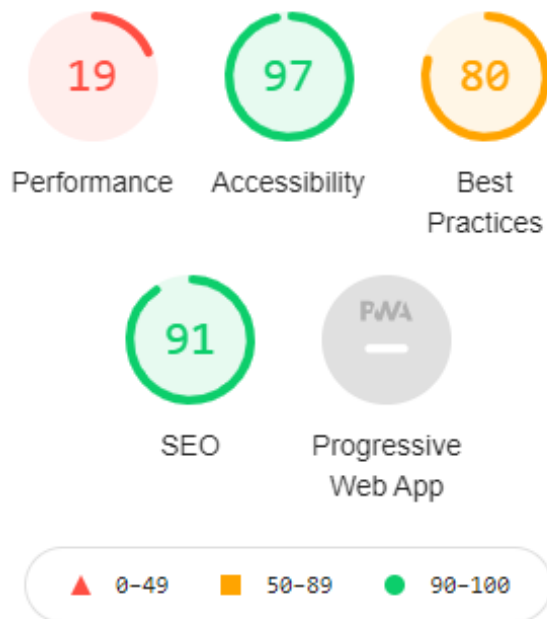 19 97 80
Performance Accessibility Best
Practices
91 PWA
SEO Progressive
Web App
0–49 50–89 90–100